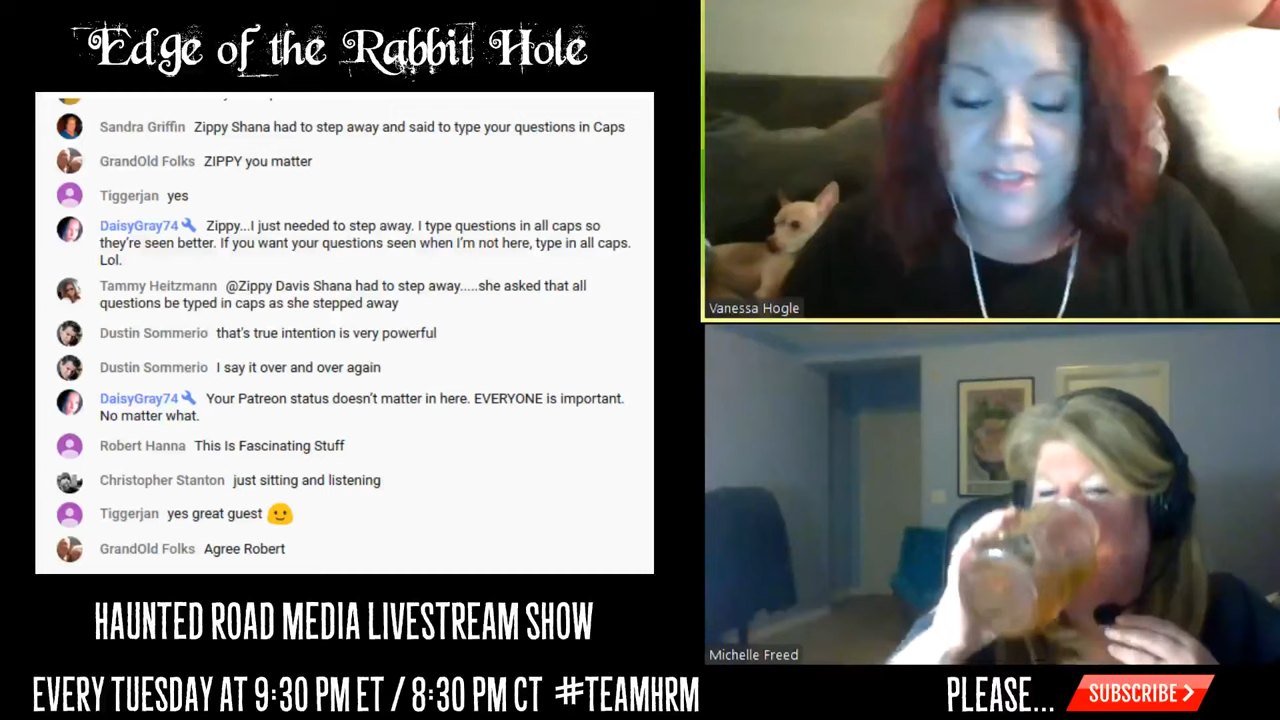 Edge of the Rabbit Hole
Sandra Griffin Zippy Shana had to step away and said to type your questions in Caps
GrandOld Folks ZIPPY you matter
Tiggerjan yes
DaisyGray74 Zippy...I just needed to step away. I type questions in all caps so
they're seen better. If you want your questions seen when I'm not here, type in all caps.
Lol.
Tammy Heitzmann @Zippy Davis Shana had to step away.....she asked that all
questions be typed in caps as she stepped away
Dustin Sommerio that's true intention is very powerful
Dustin Sommerio I say it over and over again
DaisyGray74 Your Patreon status doesn't matter in here. EVERYONE is important.
No matter what.
Robert Hanna This Is Fascinating Stuff
Christopher Stanton just sitting and listening
Tiggerjan yes great guest 🙂
GrandOld Folks Agree Robert
Vanessa Hogle
Michelle Freed
HAUNTED ROAD MEDIA LIVESTREAM SHOW
EVERY TUESDAY AT 9:30 PM ET / 8:30 PM CT #TEAMHRM
PLEASE... SUBSCRIBE >